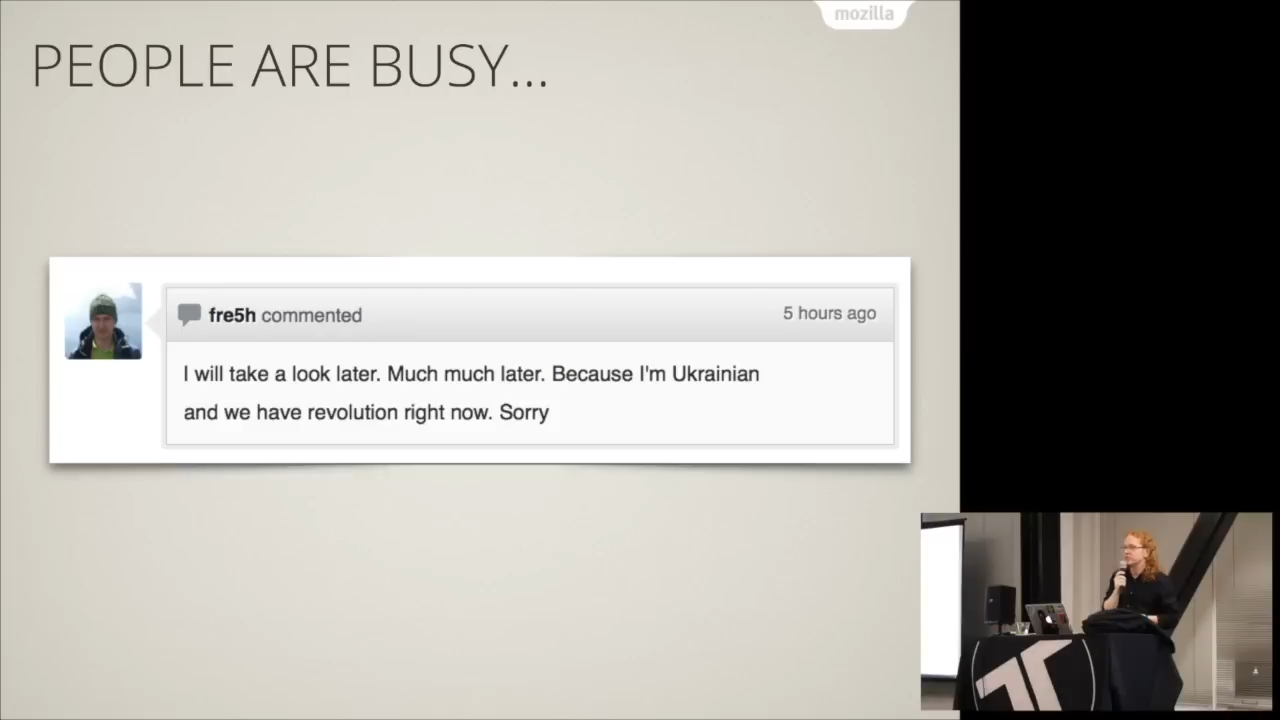 mozilla
PEOPLE ARE BUSY...
fre5h commented
5 hours ago
I will take a look later. Much much later. Because I'm Ukrainian
and we have revolution right now. Sorry